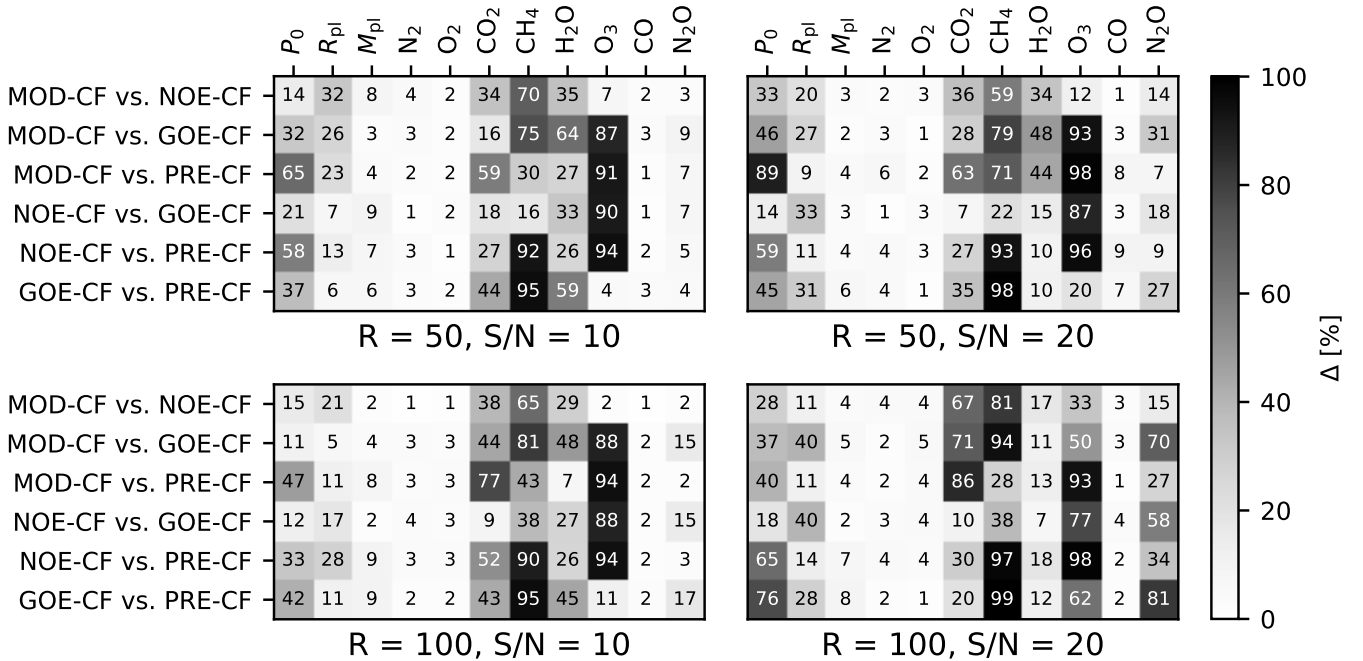 P₀ R_pl M_pl N₂ O₂ CO₂ CH₄ H₂O O₃ CO N₂O
P₀ R_pl M_pl N₂ O₂ CO₂ CH₄ H₂O O₃ CO N₂O
MOD-CF vs. NOE-CF 14 32 8 4 2 34 70 35 7 2 3
MOD-CF vs. GOE-CF 32 26 3 3 2 16 75 64 87 3 9
MOD-CF vs. PRE-CF 65 23 4 2 2 59 30 27 91 1 7
NOE-CF vs. GOE-CF 21 7 9 1 2 18 16 33 90 1 7
NOE-CF vs. PRE-CF 58 13 7 3 1 27 92 26 94 2 5
GOE-CF vs. PRE-CF 37 6 6 3 2 44 95 59 4 3 4
R = 50, S/N = 10
33 20 3 2 3 36 59 34 12 1 14
46 27 2 3 1 28 79 48 93 3 31
89 9 4 6 2 63 71 44 98 8 7
14 33 3 1 3 7 22 15 87 3 18
59 11 4 4 3 27 93 10 96 9 9
45 31 6 4 1 35 98 10 20 7 27
R = 50, S/N = 20
MOD-CF vs. NOE-CF 15 21 2 1 1 38 65 29 2 1 2
MOD-CF vs. GOE-CF 11 5 4 3 3 44 81 48 88 2 15
MOD-CF vs. PRE-CF 47 11 8 3 3 77 43 7 94 2 2
NOE-CF vs. GOE-CF 12 17 2 4 3 9 38 27 88 2 15
NOE-CF vs. PRE-CF 33 28 9 3 3 52 90 26 94 2 3
GOE-CF vs. PRE-CF 42 11 9 2 2 43 95 45 11 2 17
R = 100, S/N = 10
28 11 4 4 4 67 81 17 33 3 15
37 40 5 2 5 71 94 11 50 3 70
40 11 4 2 4 86 28 13 93 1 27
18 40 2 3 4 10 38 7 77 4 58
65 14 7 4 4 30 97 18 98 2 34
76 28 8 2 1 20 99 12 62 2 81
R = 100, S/N = 20
100
80
60
40
20
0
Δ [%]